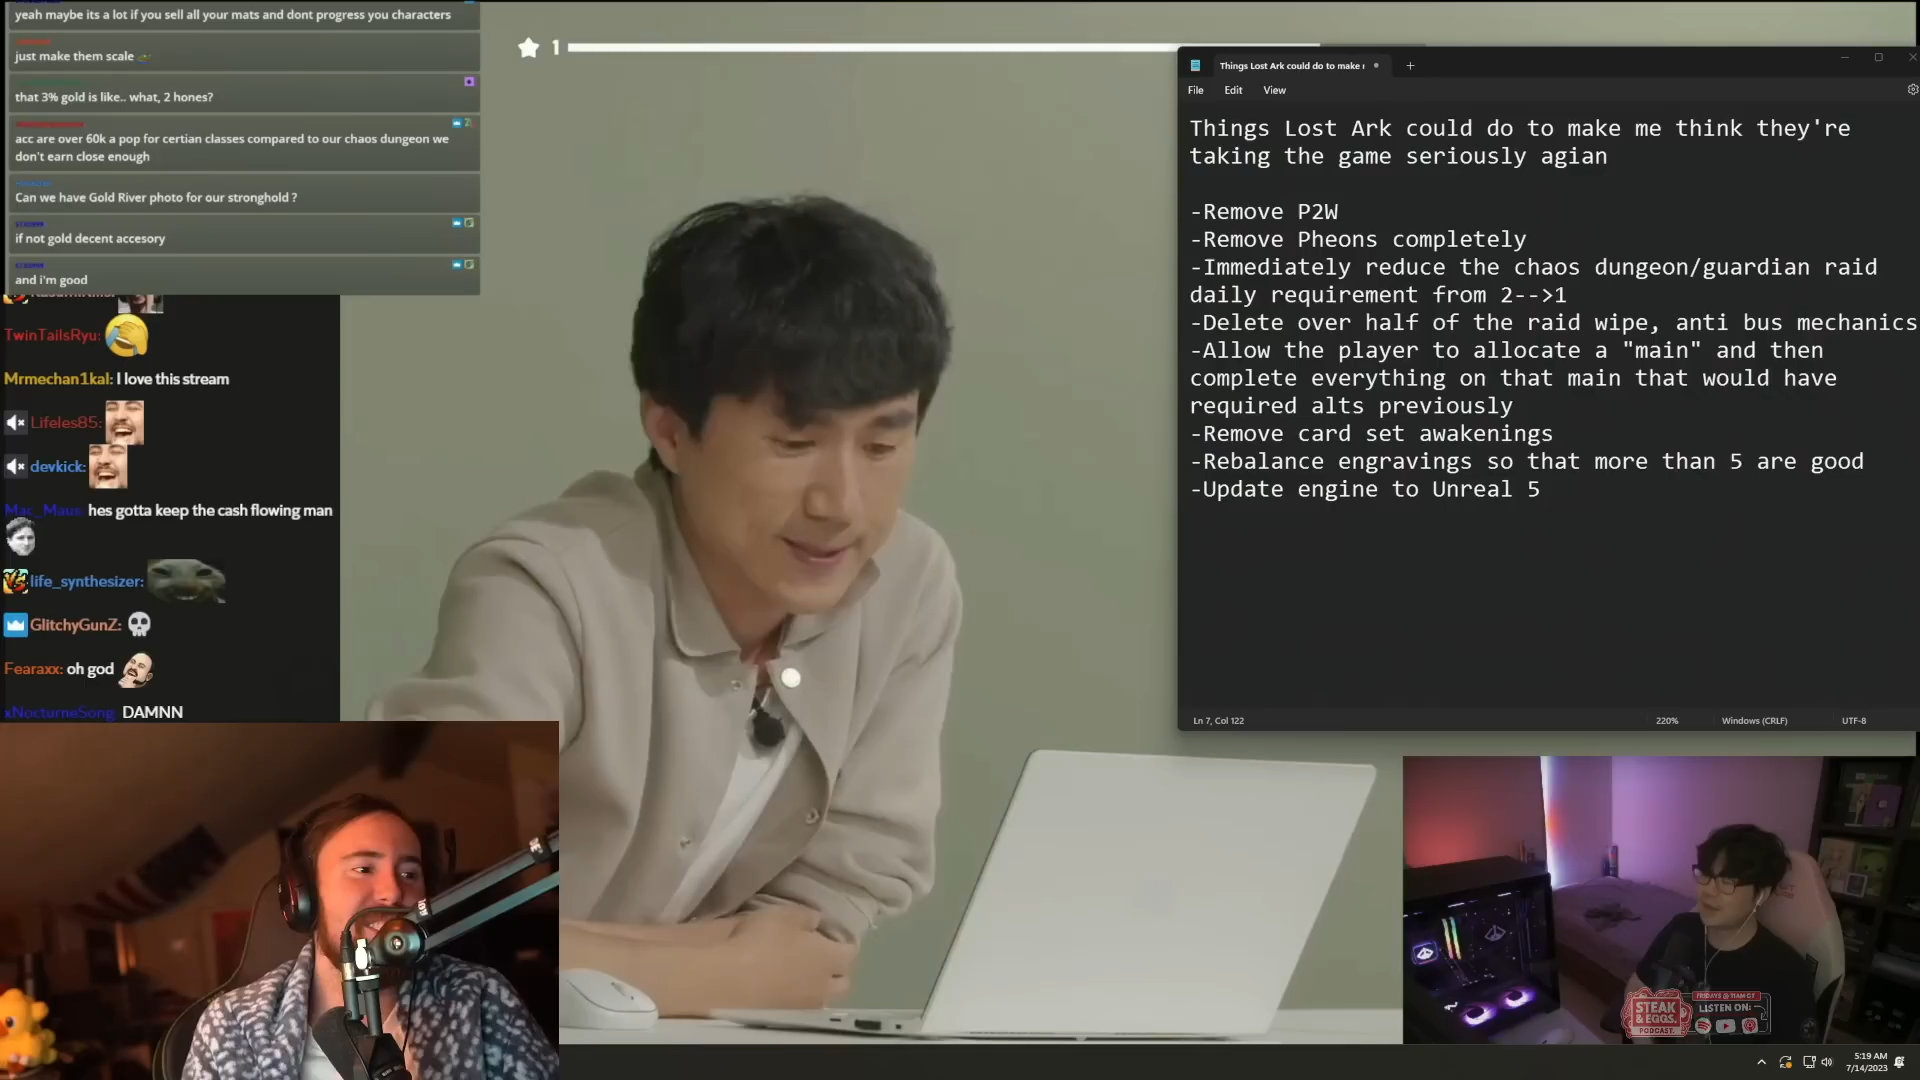 yeah maybe its a lot if you sell all your mats and dont progress you characters
just make them scale
that 3% gold is like.. what, 2 hones?
acc are over 60k a pop for certian classes compared to our chaos dungeon we
don't earn close enough
Can we have Gold River photo for our stronghold ?
if not gold decent accesory
and i'm good
TwinTailsRyu:
Mrmechan1kal: I love this stream
Lifeles85:
devkick:
Mac_Maus: hes gotta keep the cash flowing man
life_synthesizer:
GlitchyGunZ:
Fearaxx: oh god
xNocturneSong: DAMNN
1
Things Lost Ark could do to make
File Edit View
Things Lost Ark could do to make me think they're
taking the game seriously agian
-Remove P2W
-Remove Pheons completely
-Immediately reduce the chaos dungeon/guardian raid
daily requirement from 2-->1
-Delete over half of the raid wipe, anti bus mechanics
-Allow the player to allocate a "main" and then
complete everything on that main that would have
required alts previously
-Remove card set awakenings
-Rebalance engravings so that more than 5 are good
-Update engine to Unreal 5
Ln 7, Col 122 220% Windows (CRLF) UTF-8
STEAK
& EGGS
PODCAST
FRIDAYS @ 11AM CT
LISTEN ON:
5:19 AM
7/14/2023